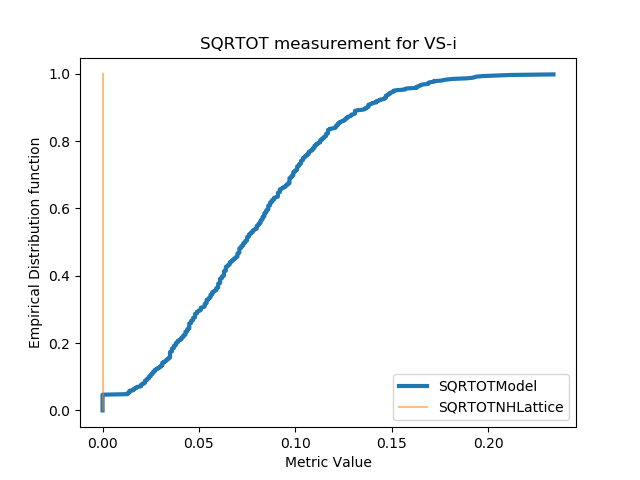 SQRTOT measurement for VS-i
1.0
0.8
0.6
0.4
0.2
0.0
Empirical Distribution function
0.00
0.05
0.10
0.15
0.20
Metric Value
SQRTOTModel
SQRTOTNHLattice